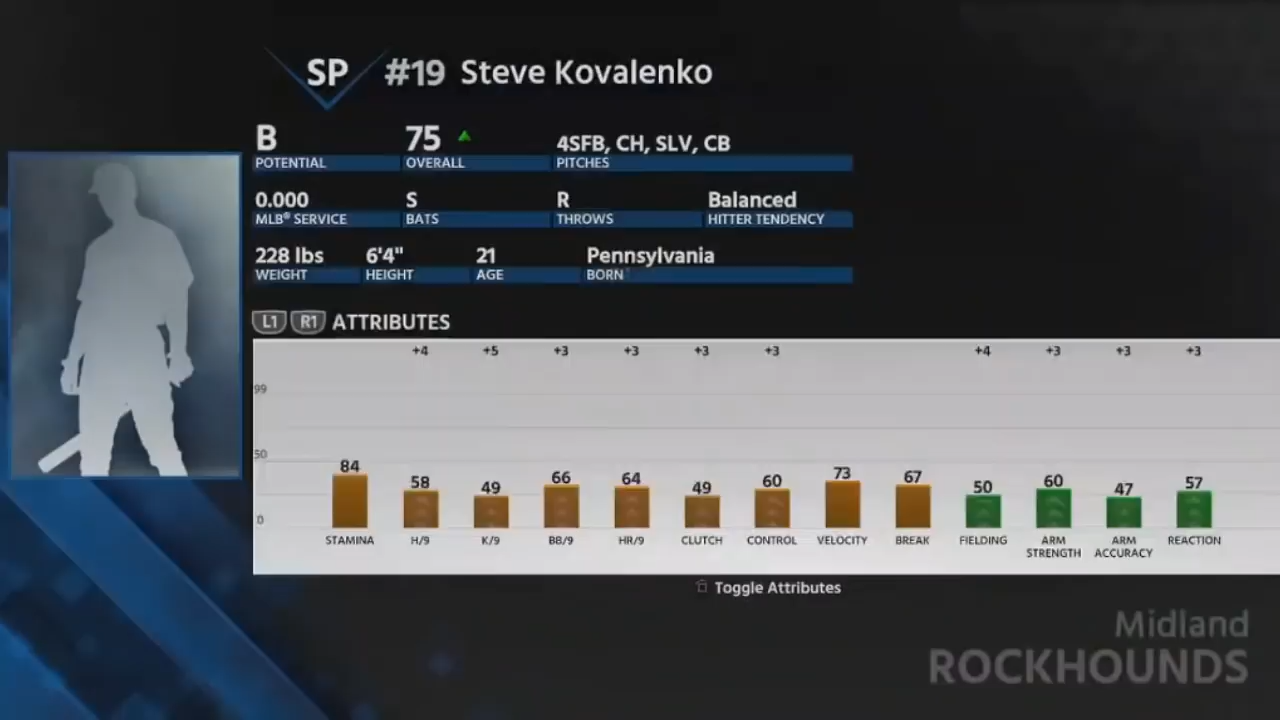 SP #19 Steve Kovalenko
B 75 4SFB, CH, SLV, CB
POTENTIAL OVERALL PITCHES
0.000 S R Balanced
MLB® SERVICE BATS THROWS HITTER TENDENCY
228 lbs 6'4" 21 Pennsylvania
WEIGHT HEIGHT AGE BORN
L1 R1 ATTRIBUTES
+4 +5 +3 +3 +3 +3 +4 +3 +3 +3
99
50
84 58 49 66 64 49 60 73 67 50 60 47 57
0
STAMINA H/9 K/9 BB/9 HR/9 CLUTCH CONTROL VELOCITY BREAK FIELDING ARM STRENGTH ARM ACCURACY REACTION
Toggle Attributes
Midland
ROCKHOUNDS